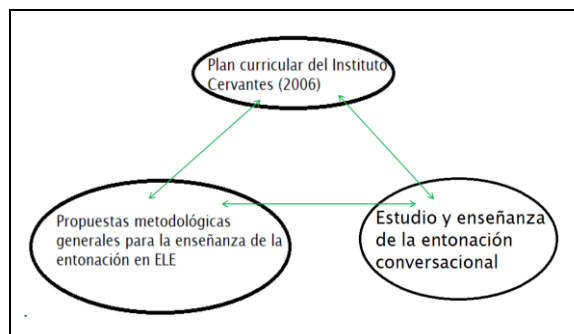 Plan curricular del Instituto
Cervantes (2006)
Propuestas metodológicas
generales para la enseñanza de la
entonación en ELE
Estudio y enseñanza
de la entonación
conversacional